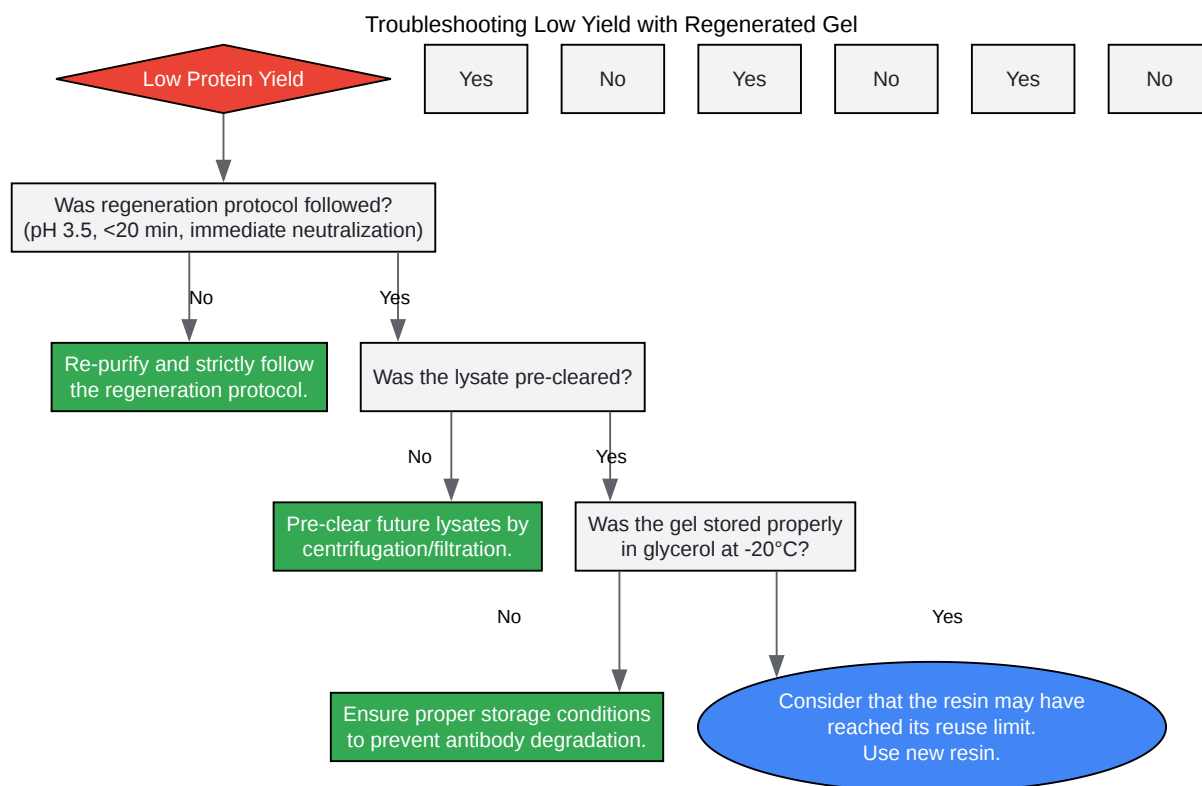 Troubleshooting Low Yield with Regenerated Gel
Low Protein Yield
Yes
No
Yes
No
Yes
No
Was regeneration protocol followed?
(pH 3.5, <20 min, immediate neutralization)
No
Yes
Re-purify and strictly follow
the regeneration protocol.
Was the lysate pre-cleared?
No
Yes
Pre-clear future lysates by
centrifugation/filtration.
Was the gel stored properly
in glycerol at -20°C?
No
Yes
Ensure proper storage conditions
to prevent antibody degradation.
Consider that the resin may have
reached its reuse limit.
Use new resin.